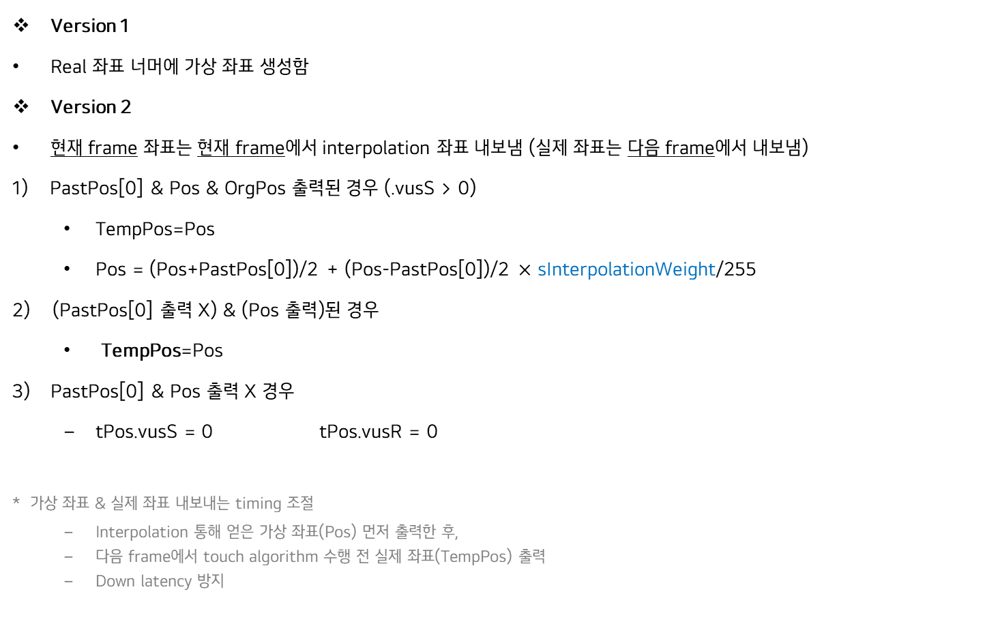 ❖ Version 1
• Real 좌표 너머에 가상 좌표 생성함
❖ Version 2
• 현재 frame 좌표는 현재 frame에서 interpolation 좌표 내보냄 (실제 좌표는 다음 frame에서 내보냄)
1) PastPos[0] & Pos & OrgPos 출력된 경우 (.vusS > 0)
• TempPos=Pos
• Pos = (Pos+PastPos[0])/2 + (Pos-PastPos[0])/2 × sInterpolationWeight/255
2) (PastPos[0] 출력 X) & (Pos 출력)된 경우
• TempPos=Pos
3) PastPos[0] & Pos 출력 X 경우
– tPos.vusS = 0 tPos.vusR = 0
* 가상 좌표 & 실제 좌표 내보내는 timing 조절
– Interpolation 통해 얻은 가상 좌표(Pos) 먼저 출력한 후,
– 다음 frame에서 touch algorithm 수행 전 실제 좌표(TempPos) 출력
– Down latency 방지